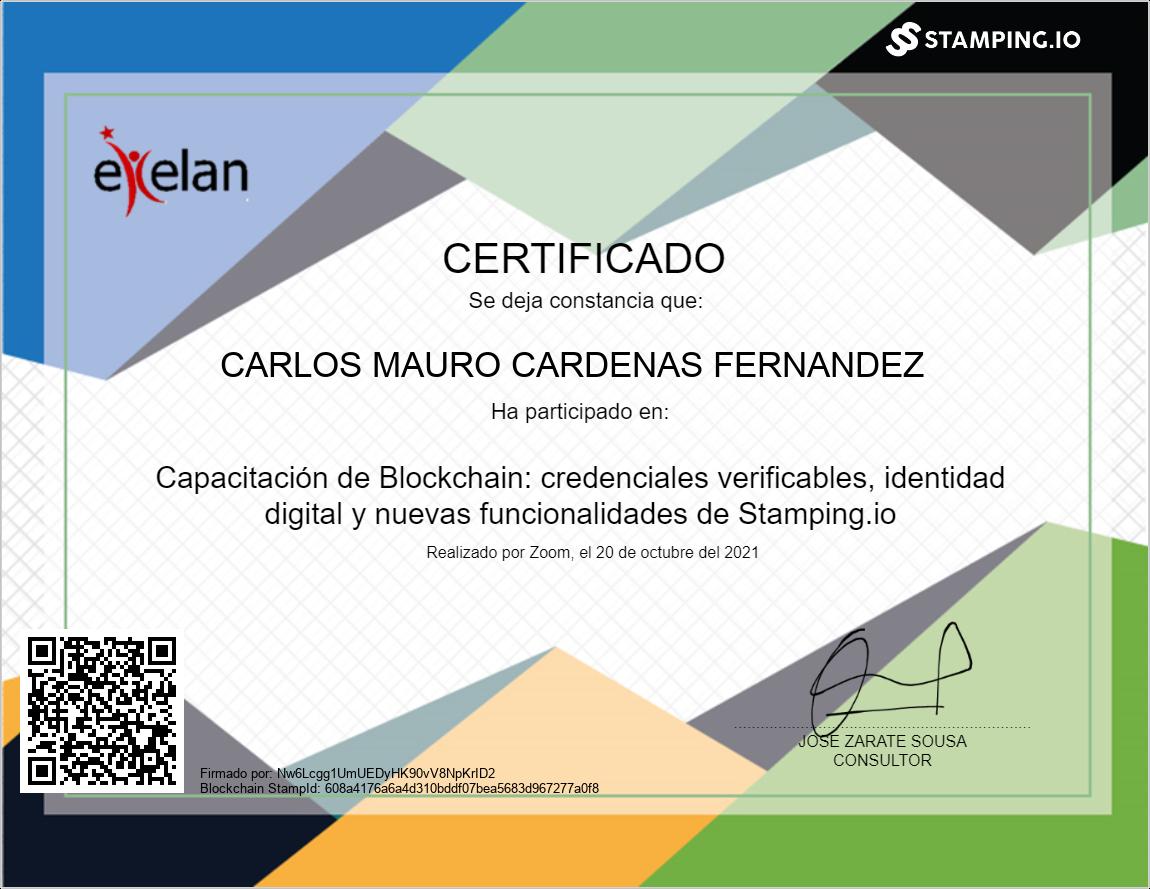 STAMPING.IO
exelan
CERTIFICADO
Se deja constancia que:
CARLOS MAURO CARDENAS FERNANDEZ
Ha participado en:
Capacitación de Blockchain: credenciales verificables, identidad
digital y nuevas funcionalidades de Stamping.io
Realizado por Zoom, el 20 de octubre del 2021
JOSÉ ZARATE SOUSA
CONSULTOR
Firmado por: Nw6Lcgg1UmUEDyHK90vV8NpKrID2
Blockchain StampId: 608a4176a6a4d310bddf07bea5683d967277a0f8